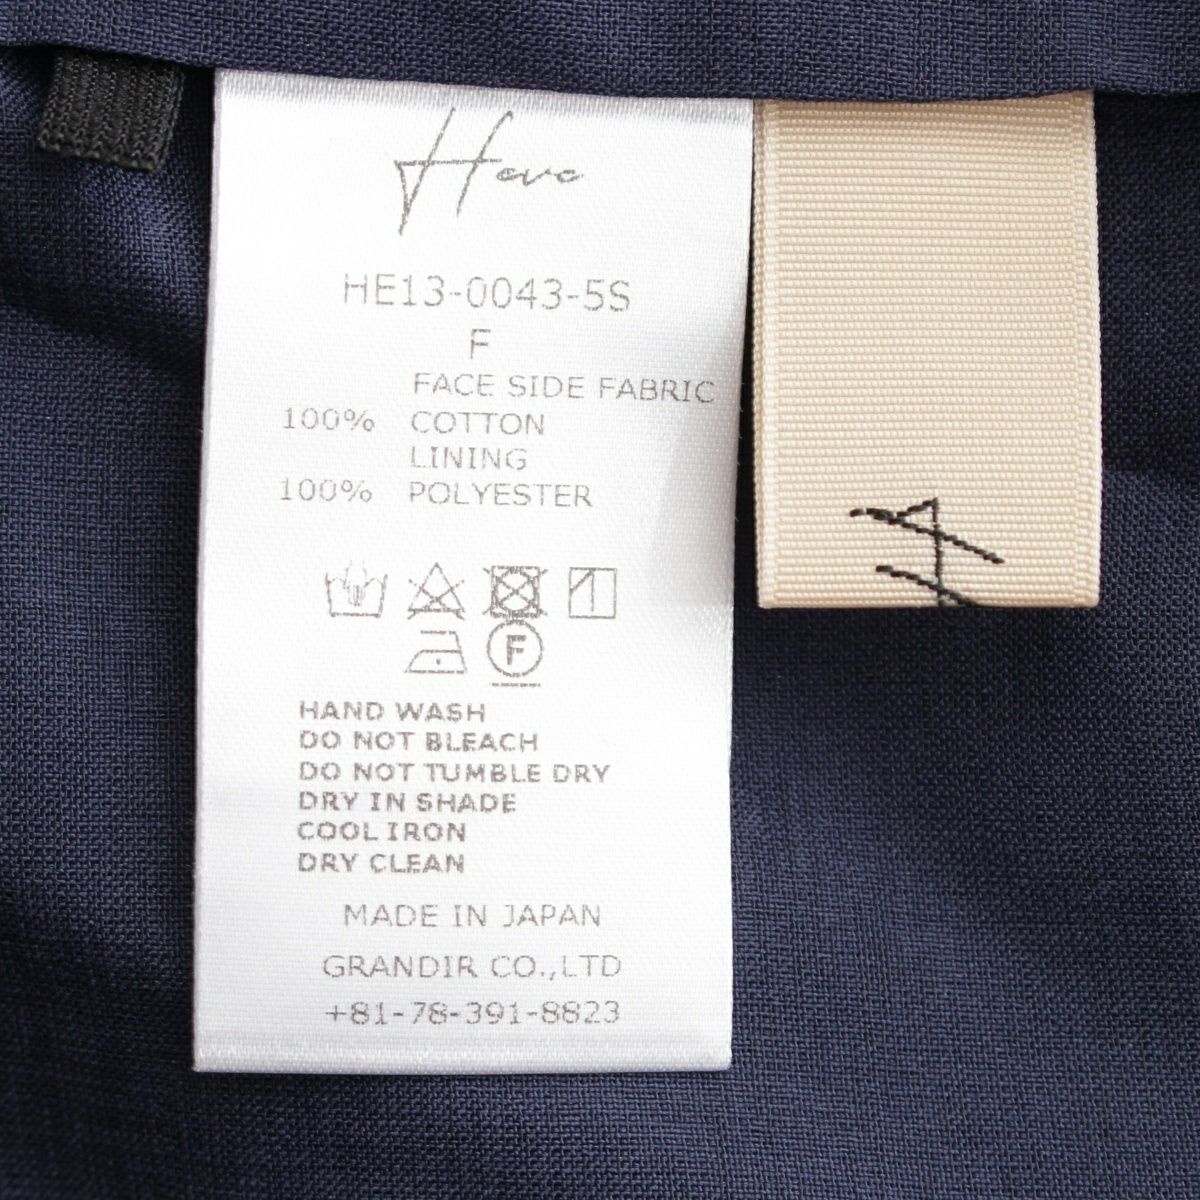 Heve
HE13-0043-5S
F
FACE SIDE FABRIC
100% COTTON
LINING
100% POLYESTER
F
HAND WASH
DO NOT BLEACH
DO NOT TUMBLE DRY
DRY IN SHADE
COOL IRON
DRY CLEAN
MADE IN JAPAN
GRANDIR CO.,LTD
+81-78-391-8823